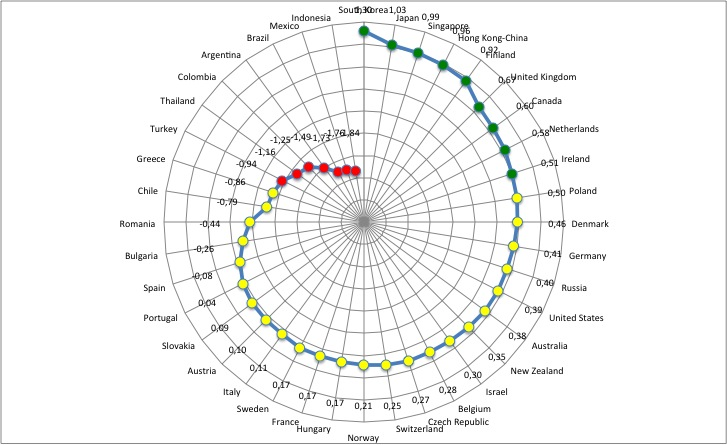 South Korea
1,30
Japan
1,03
Singapore
0,99
Hong Kong-China
0,96
Finland
0,92
United Kingdom
0,67
Canada
0,60
Netherlands
0,58
Ireland
0,51
Poland
0,50
Denmark
0,46
Germany
0,41
Russia
0,40
United States
0,39
Australia
0,38
New Zealand
0,35
Israel
0,30
Belgium
0,28
Czech Republic
0,27
Switzerland
0,25
Norway
0,21
Hungary
0,17
France
0,17
Sweden
0,11
Italy
0,10
Austria
0,09
Slovakia
0,04
Portugal
-0,08
Spain
-0,26
Bulgaria
-0,44
Romania
-0,79
Chile
-0,86
Greece
-0,94
Turkey
-1,16
Thailand
-1,25
Colombia
-1,49
Argentina
-1,73
Brazil
-1,76
Mexico
-1,84
Indonesia